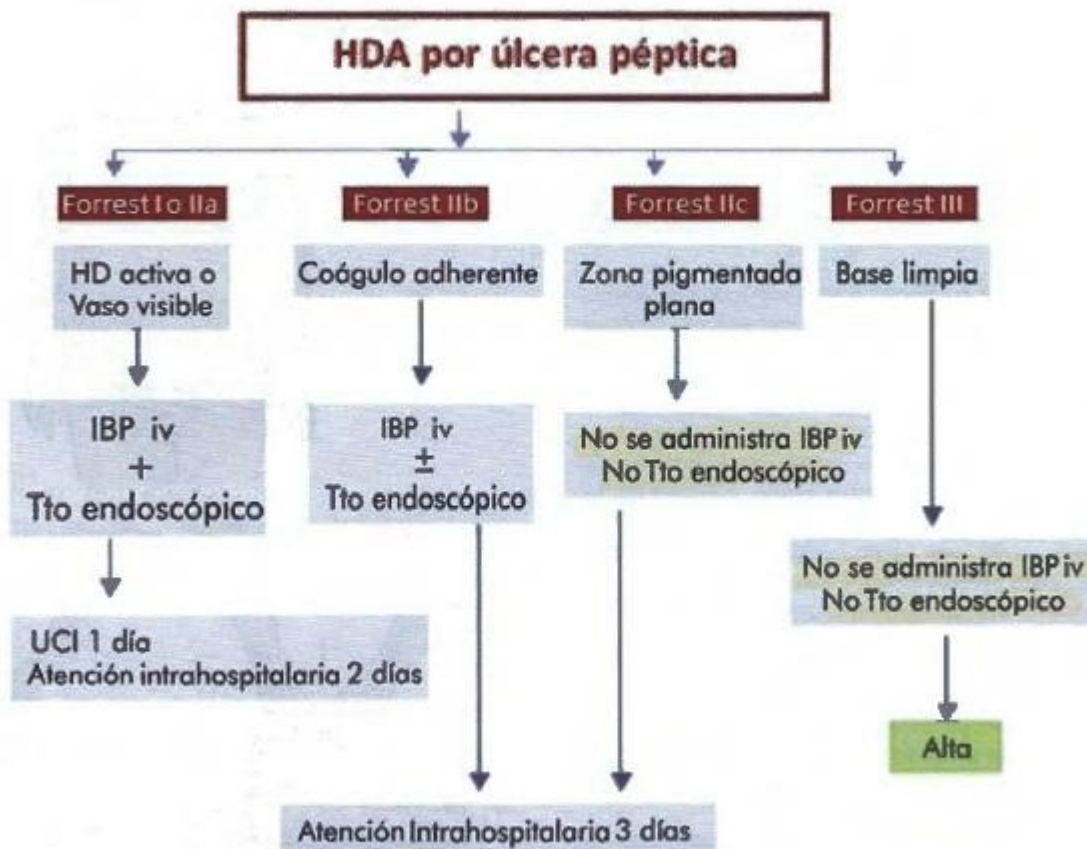 HDA por úlcera péptica
Forrest I o IIa
HD activa o
Vaso visible
IBP iv
+
Tto endoscópico
UCI 1 día
Atención intrahospitalaria 2 días
Forrest IIb
Coágulo adherente
IBP iv
±
Tto endoscópico
Forrest IIc
Zona pigmentada
plana
No se administra IBP iv
No Tto endoscópico
Atención Intrahospitalaria 3 días
Forrest III
Base limpia
No se administra IBP iv
No Tto endoscópico
Alta